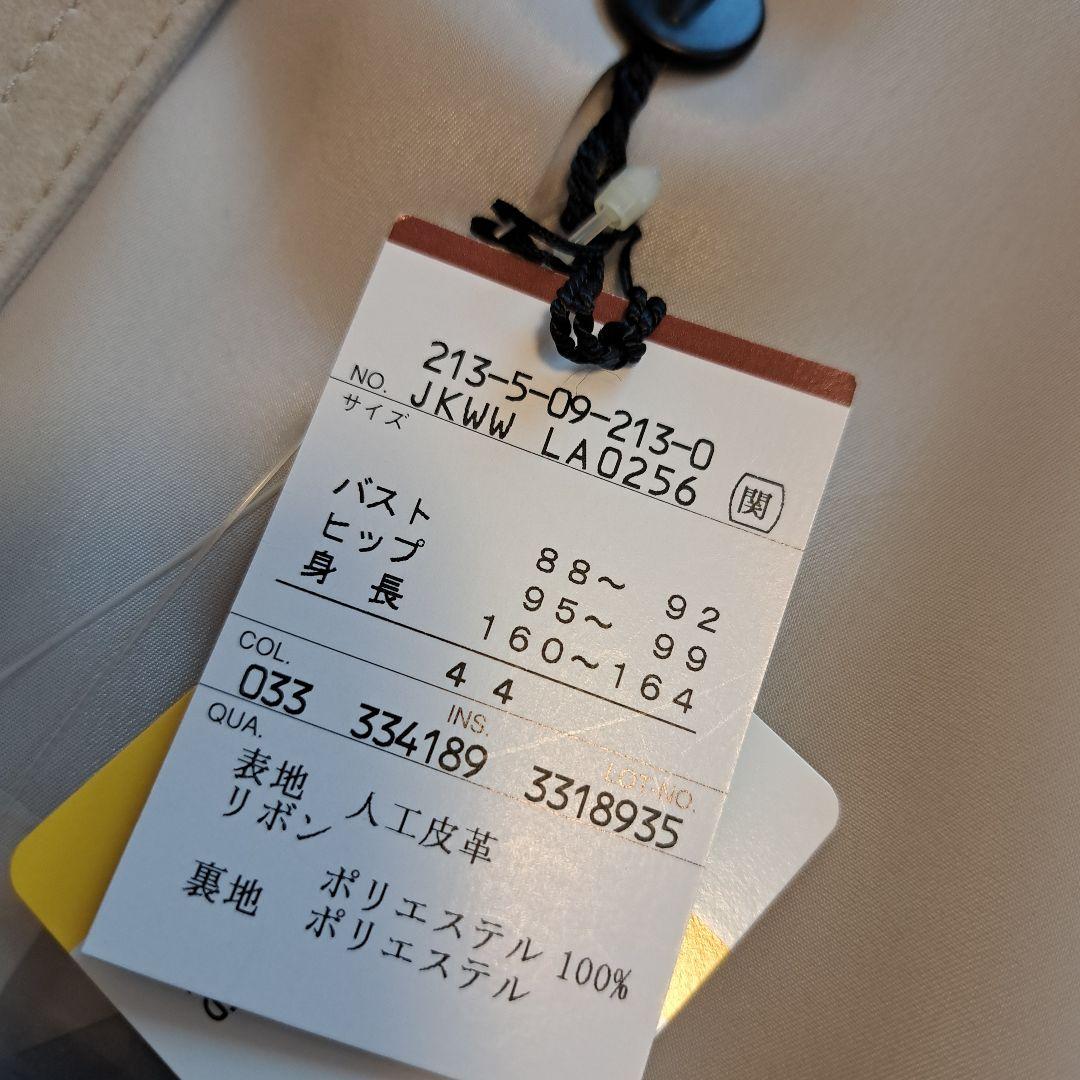 213-5-09-213-0
NO. JKWW LA0256
サイズ 関
バスト 88～ 92
ヒップ 95～ 99
身 長 160～164
44
COL. INS. LOT.NO.
033 334189 3318935
QUA.
表地 人工皮革
リボン
ポリエステル 100%
裏地 ポリエステル